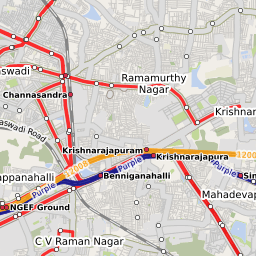 Ramamurthy
Nagar
aswadi
Channasandra
Krishnar
aswadi Road
Krishnarajapuram
12008
1200
Krishnarajapura
appanahalli
Purple
Benniganahalli
Purple
Sin
Mahadevap
NGEF Ground
C V Raman Nagar